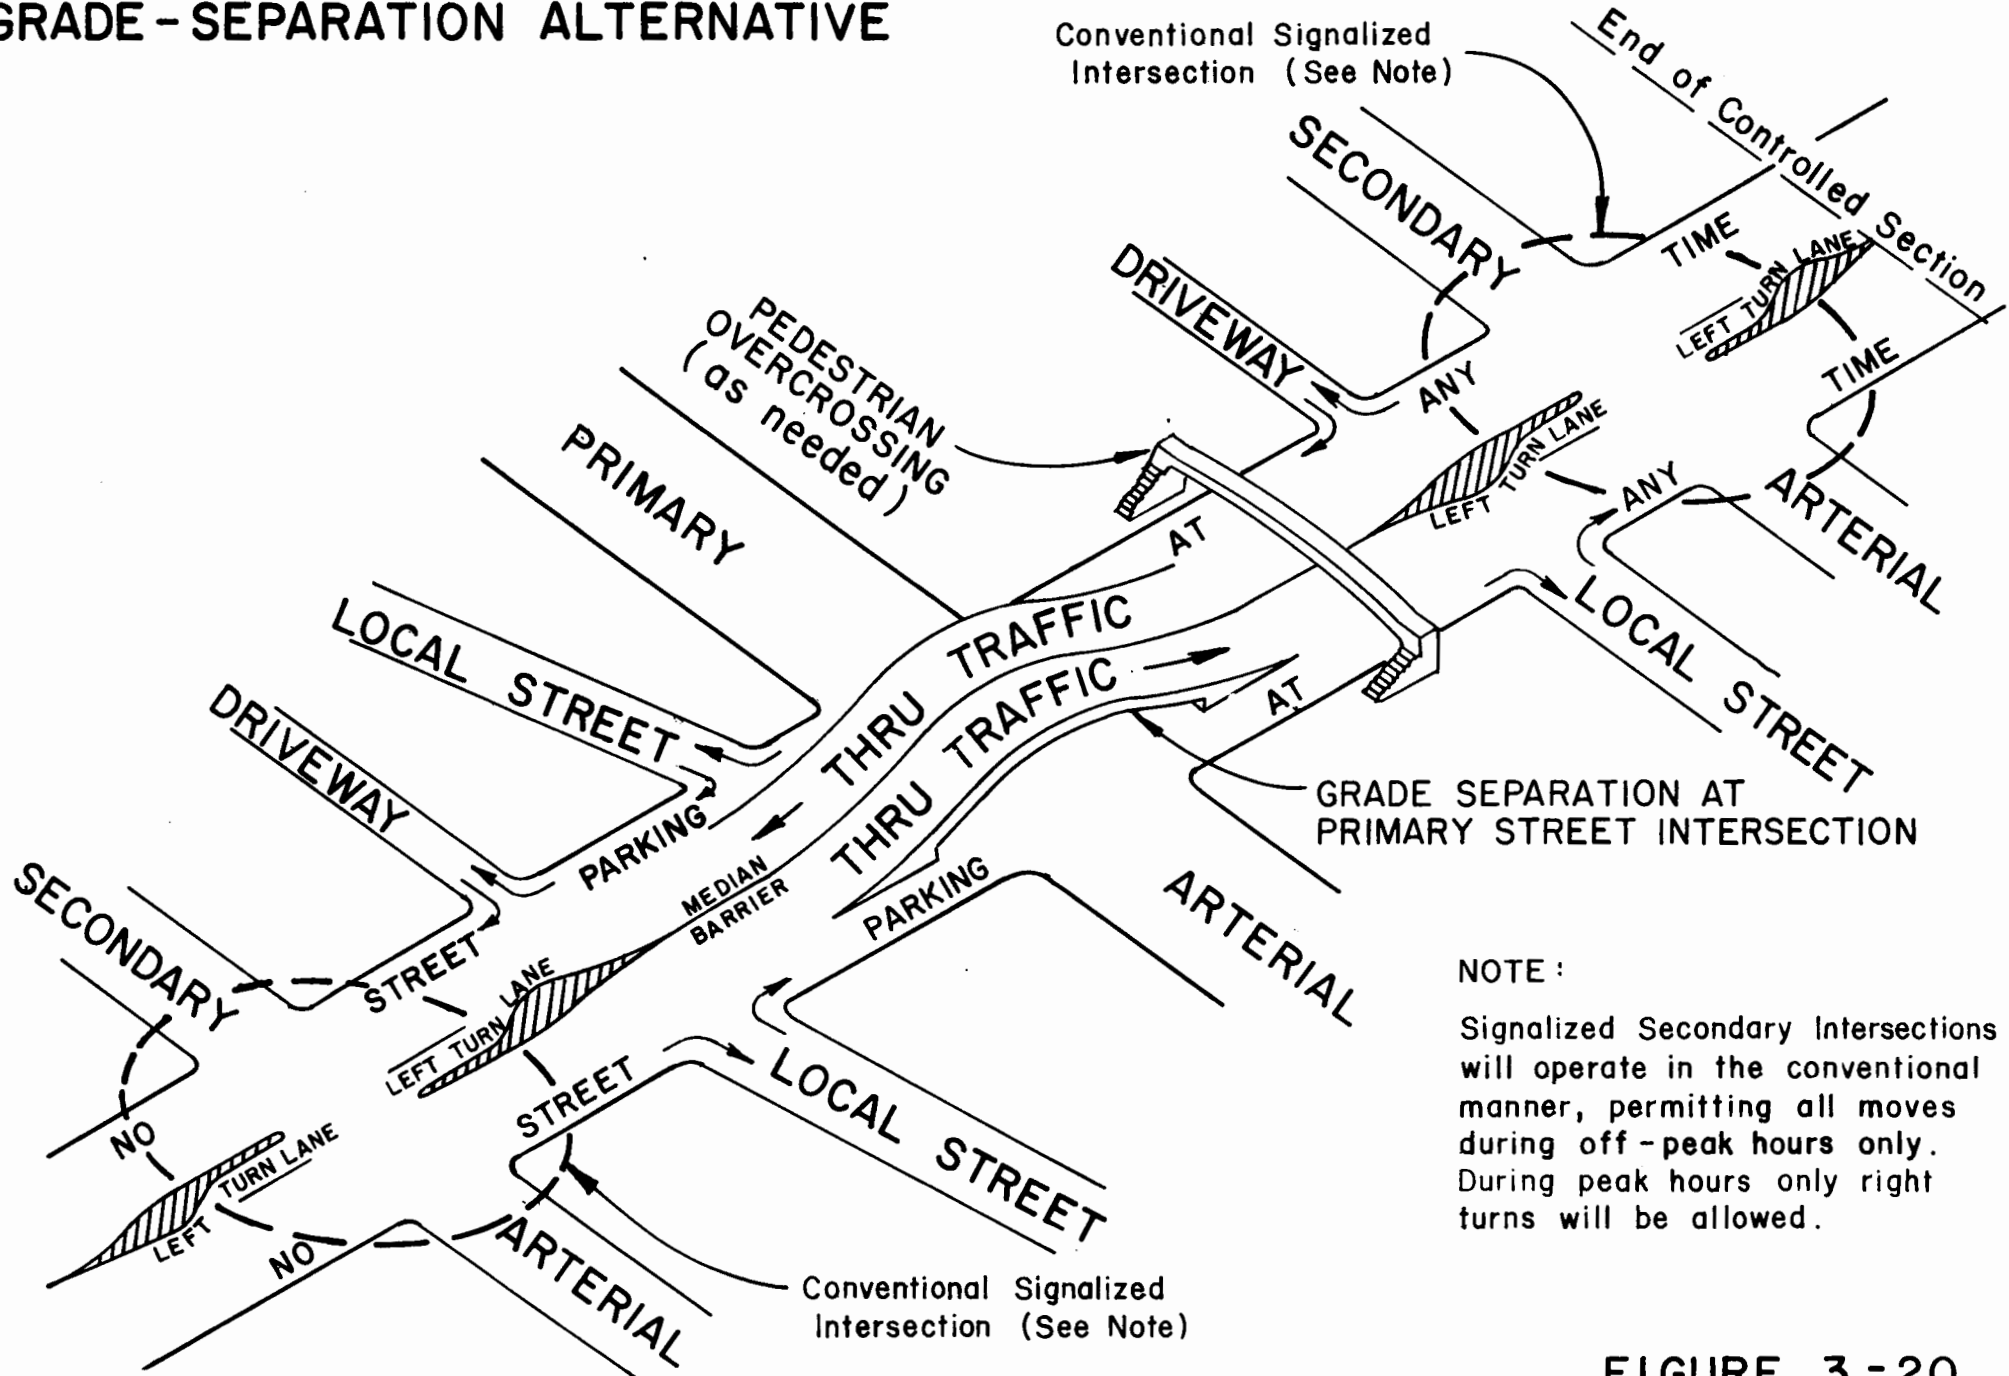 GRADE-SEPARATION ALTERNATIVE
Conventional Signalized
Intersection (See Note)
End of Controlled Section
SECONDARY
TIME
LEFT TURN LANE
DRIVEWAY
TIME
ANY
PEDESTRIAN
OVERCROSSING
(as needed)
LEFT TURN LANE
ANY
ARTERIAL
PRIMARY
AT
LOCAL STREET
THRU TRAFFIC
THRU TRAFFIC
AT
LOCAL STREET
DRIVEWAY
PARKING
GRADE SEPARATION AT
PRIMARY STREET INTERSECTION
MEDIAN
BARRIER
PARKING
ARTERIAL
SECONDARY
STREET
LEFT TURN LANE
STREET
LOCAL STREET
NO
LEFT TURN LANE
NO
ARTERIAL
Conventional Signalized
Intersection (See Note)
NOTE:
Signalized Secondary Intersections
will operate in the conventional
manner, permitting all moves
during off-peak hours only.
During peak hours only right
turns will be allowed.
FIGURE 3-20